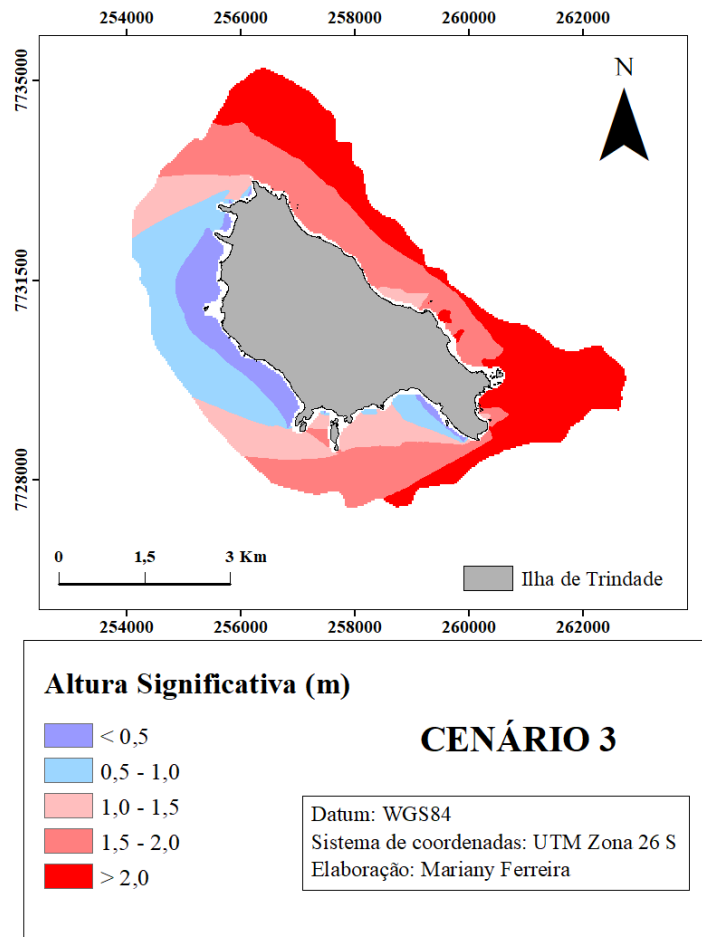 254000 256000 258000 260000 262000
7735000
7731500
7728000
N
0 1,5 3 Km
Ilha de Trindade
254000 256000 258000 260000 262000
Altura Significativa (m)
< 0,5
0,5 - 1,0
1,0 - 1,5
1,5 - 2,0
> 2,0
CENÁRIO 3
Datum: WGS84
Sistema de coordenadas: UTM Zona 26 S
Elaboração: Mariany Ferreira